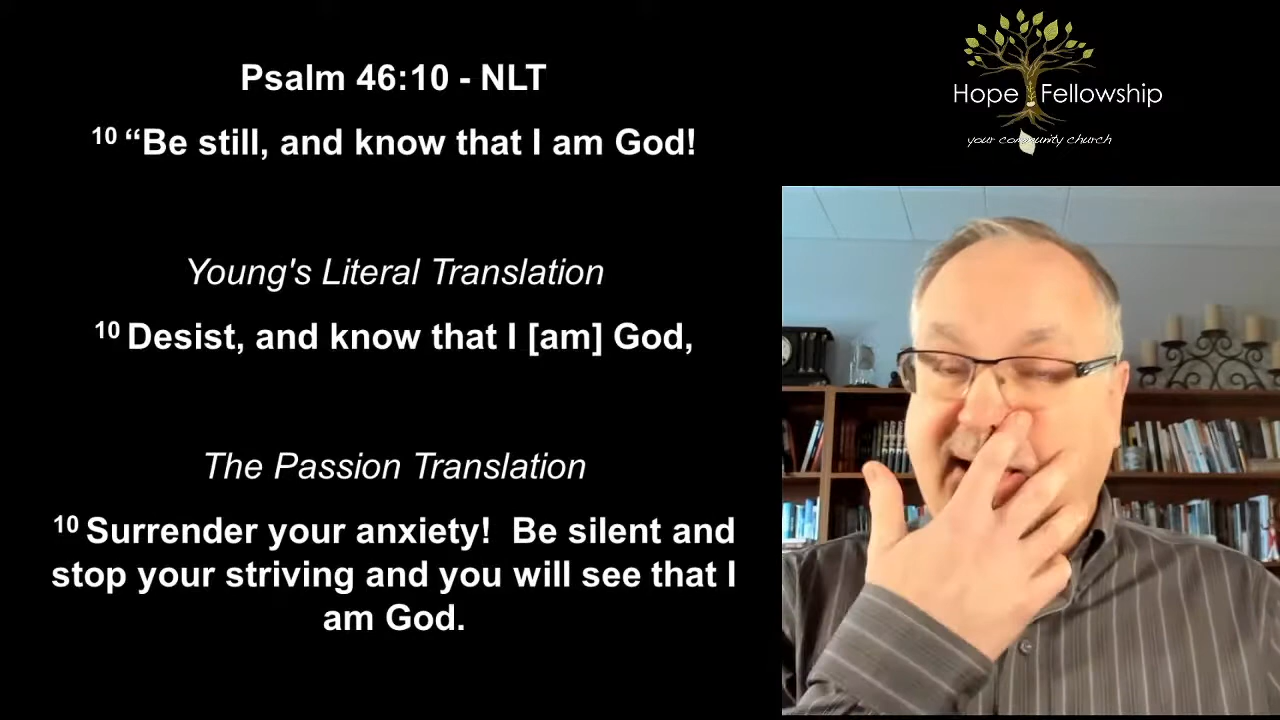 Psalm 46:10 - NLT
10 “Be still, and know that I am God!
Young's Literal Translation
10 Desist, and know that I [am] God,
The Passion Translation
10 Surrender your anxiety!  Be silent and
stop your striving and you will see that I
am God.
Hope Fellowship
your community church